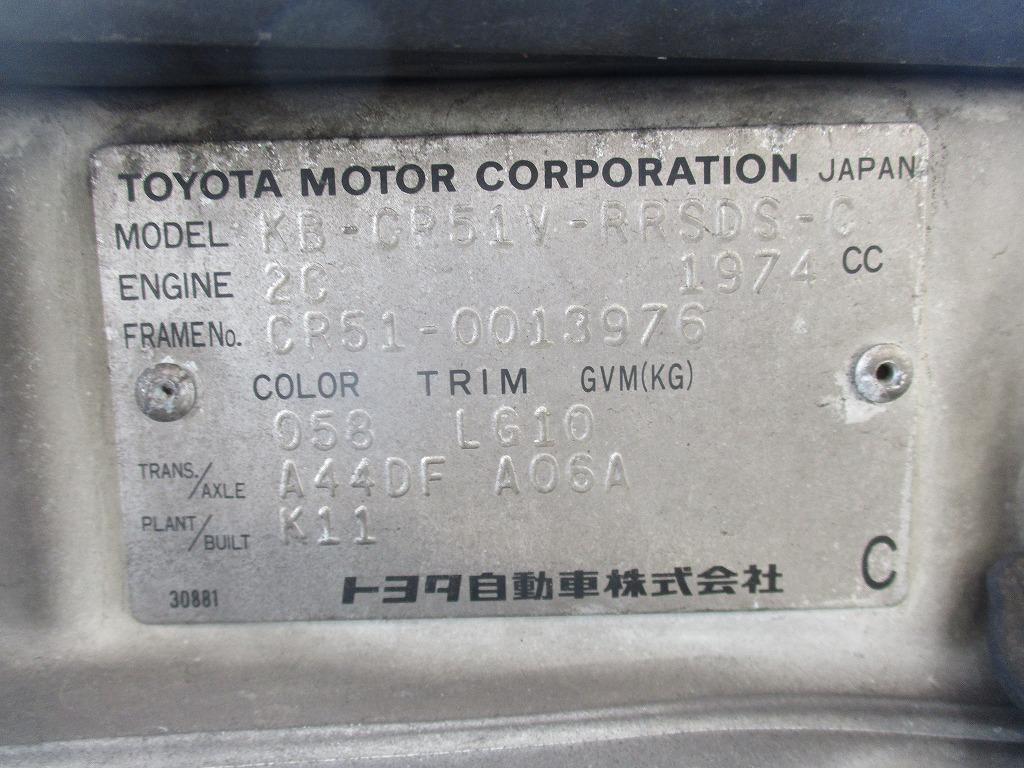 TOYOTA MOTOR CORPORATION JAPAN
MODEL KB-CR51V-RRSDS-C
ENGINE 2C 1974 CC
FRAME No. CR51-0013976
COLOR TRIM GVM(KG)
058 LG10
TRANS./AXLE A44DF A06A
PLANT/BUILT K11
30881 トヨタ自動車株式会社 C